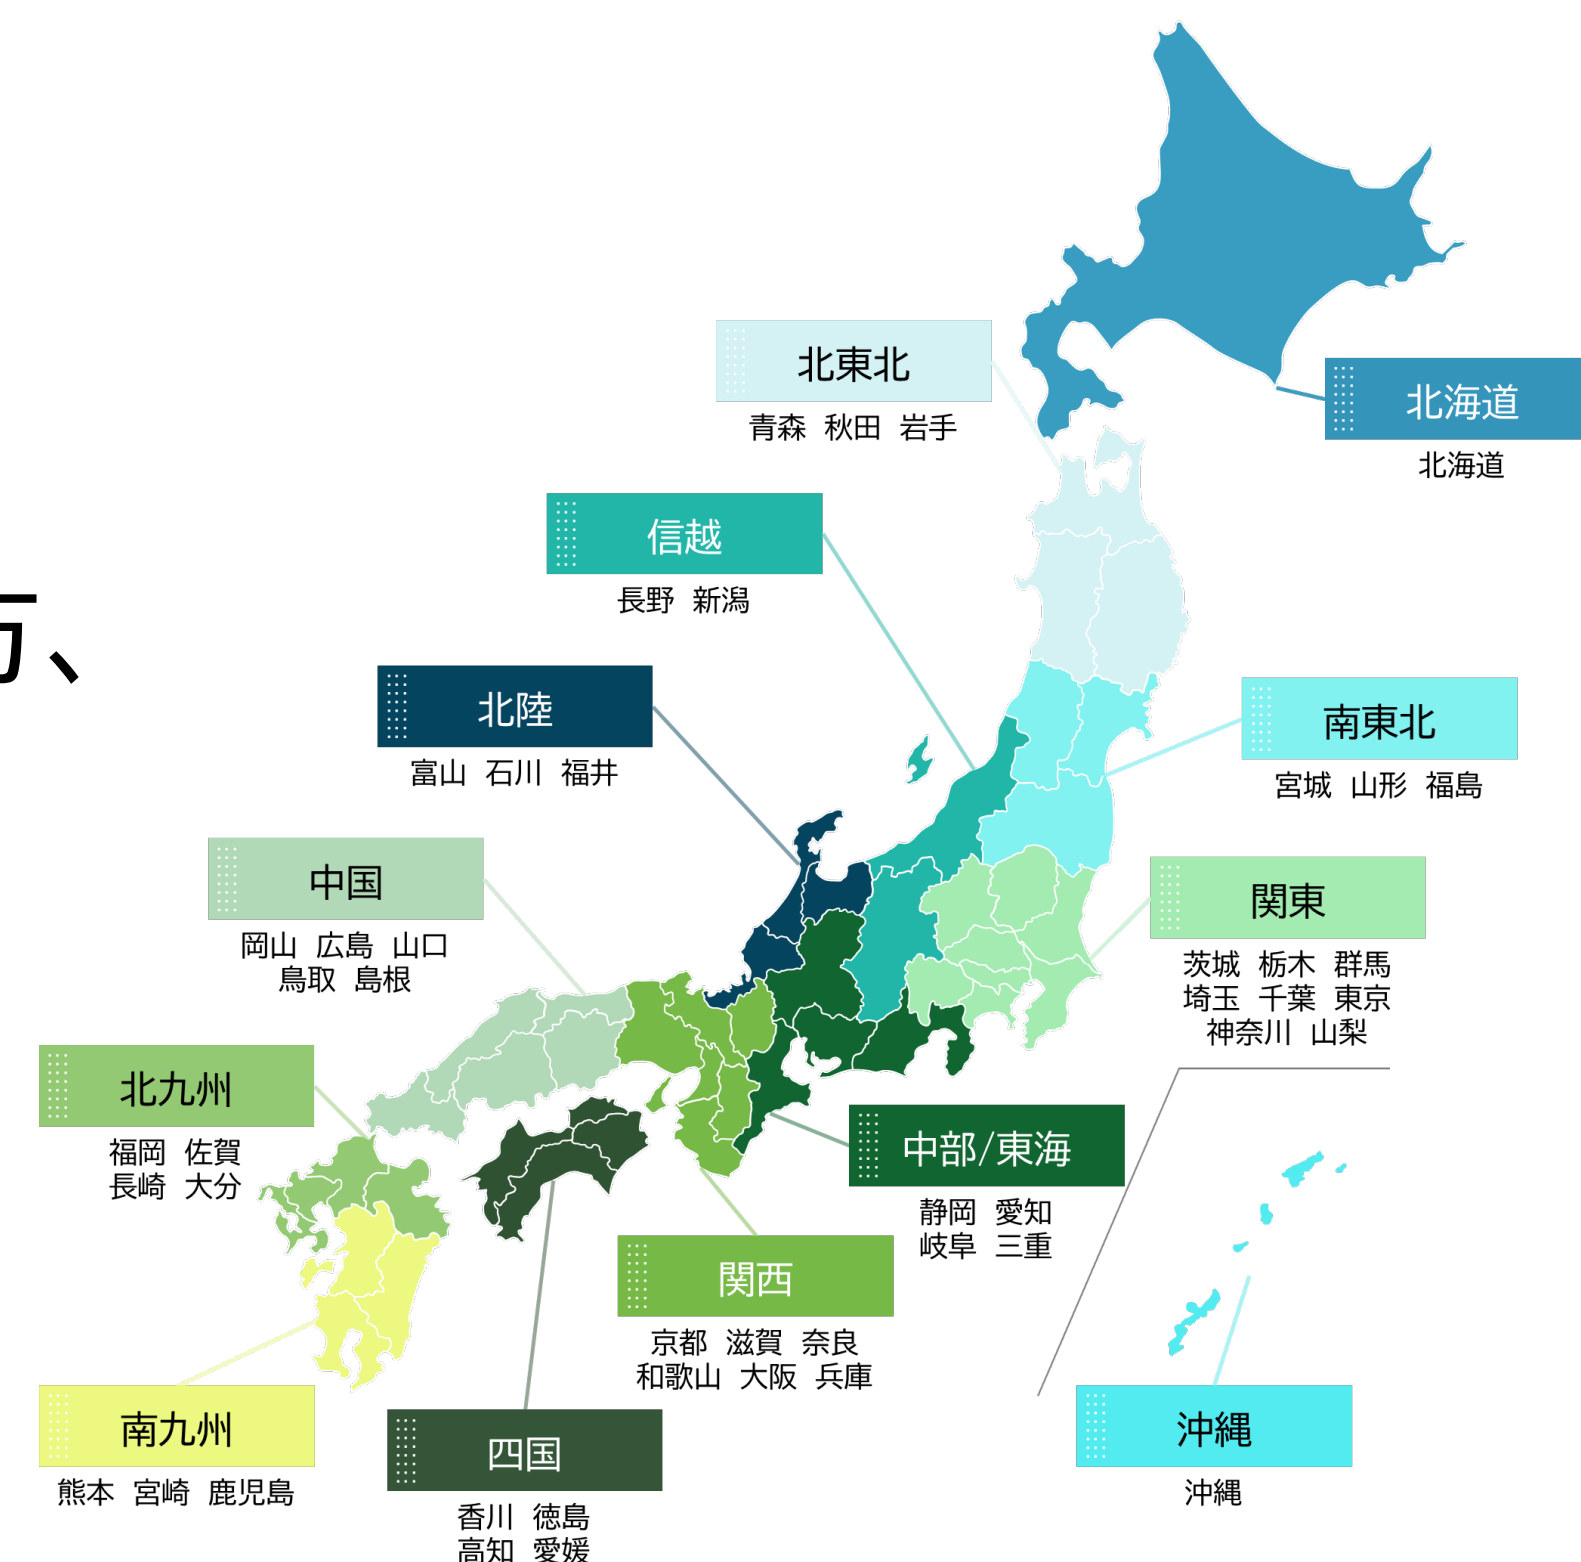 北東北
青森 秋田 岩手
北海道
北海道
信越
長野 新潟
万、
北陸
富山 石川 福井
南東北
宮城 山形 福島
中国
岡山 広島 山口
鳥取 島根
関東
茨城 栃木 群馬
埼玉 千葉 東京
神奈川 山梨
北九州
福岡 佐賀
長崎 大分
中部/東海
静岡 愛知
岐阜 三重
関西
京都 滋賀 奈良
和歌山 大阪 兵庫
南九州
熊本 宮崎 鹿児島
四国
香川 徳島
高知 愛媛
沖縄
沖縄